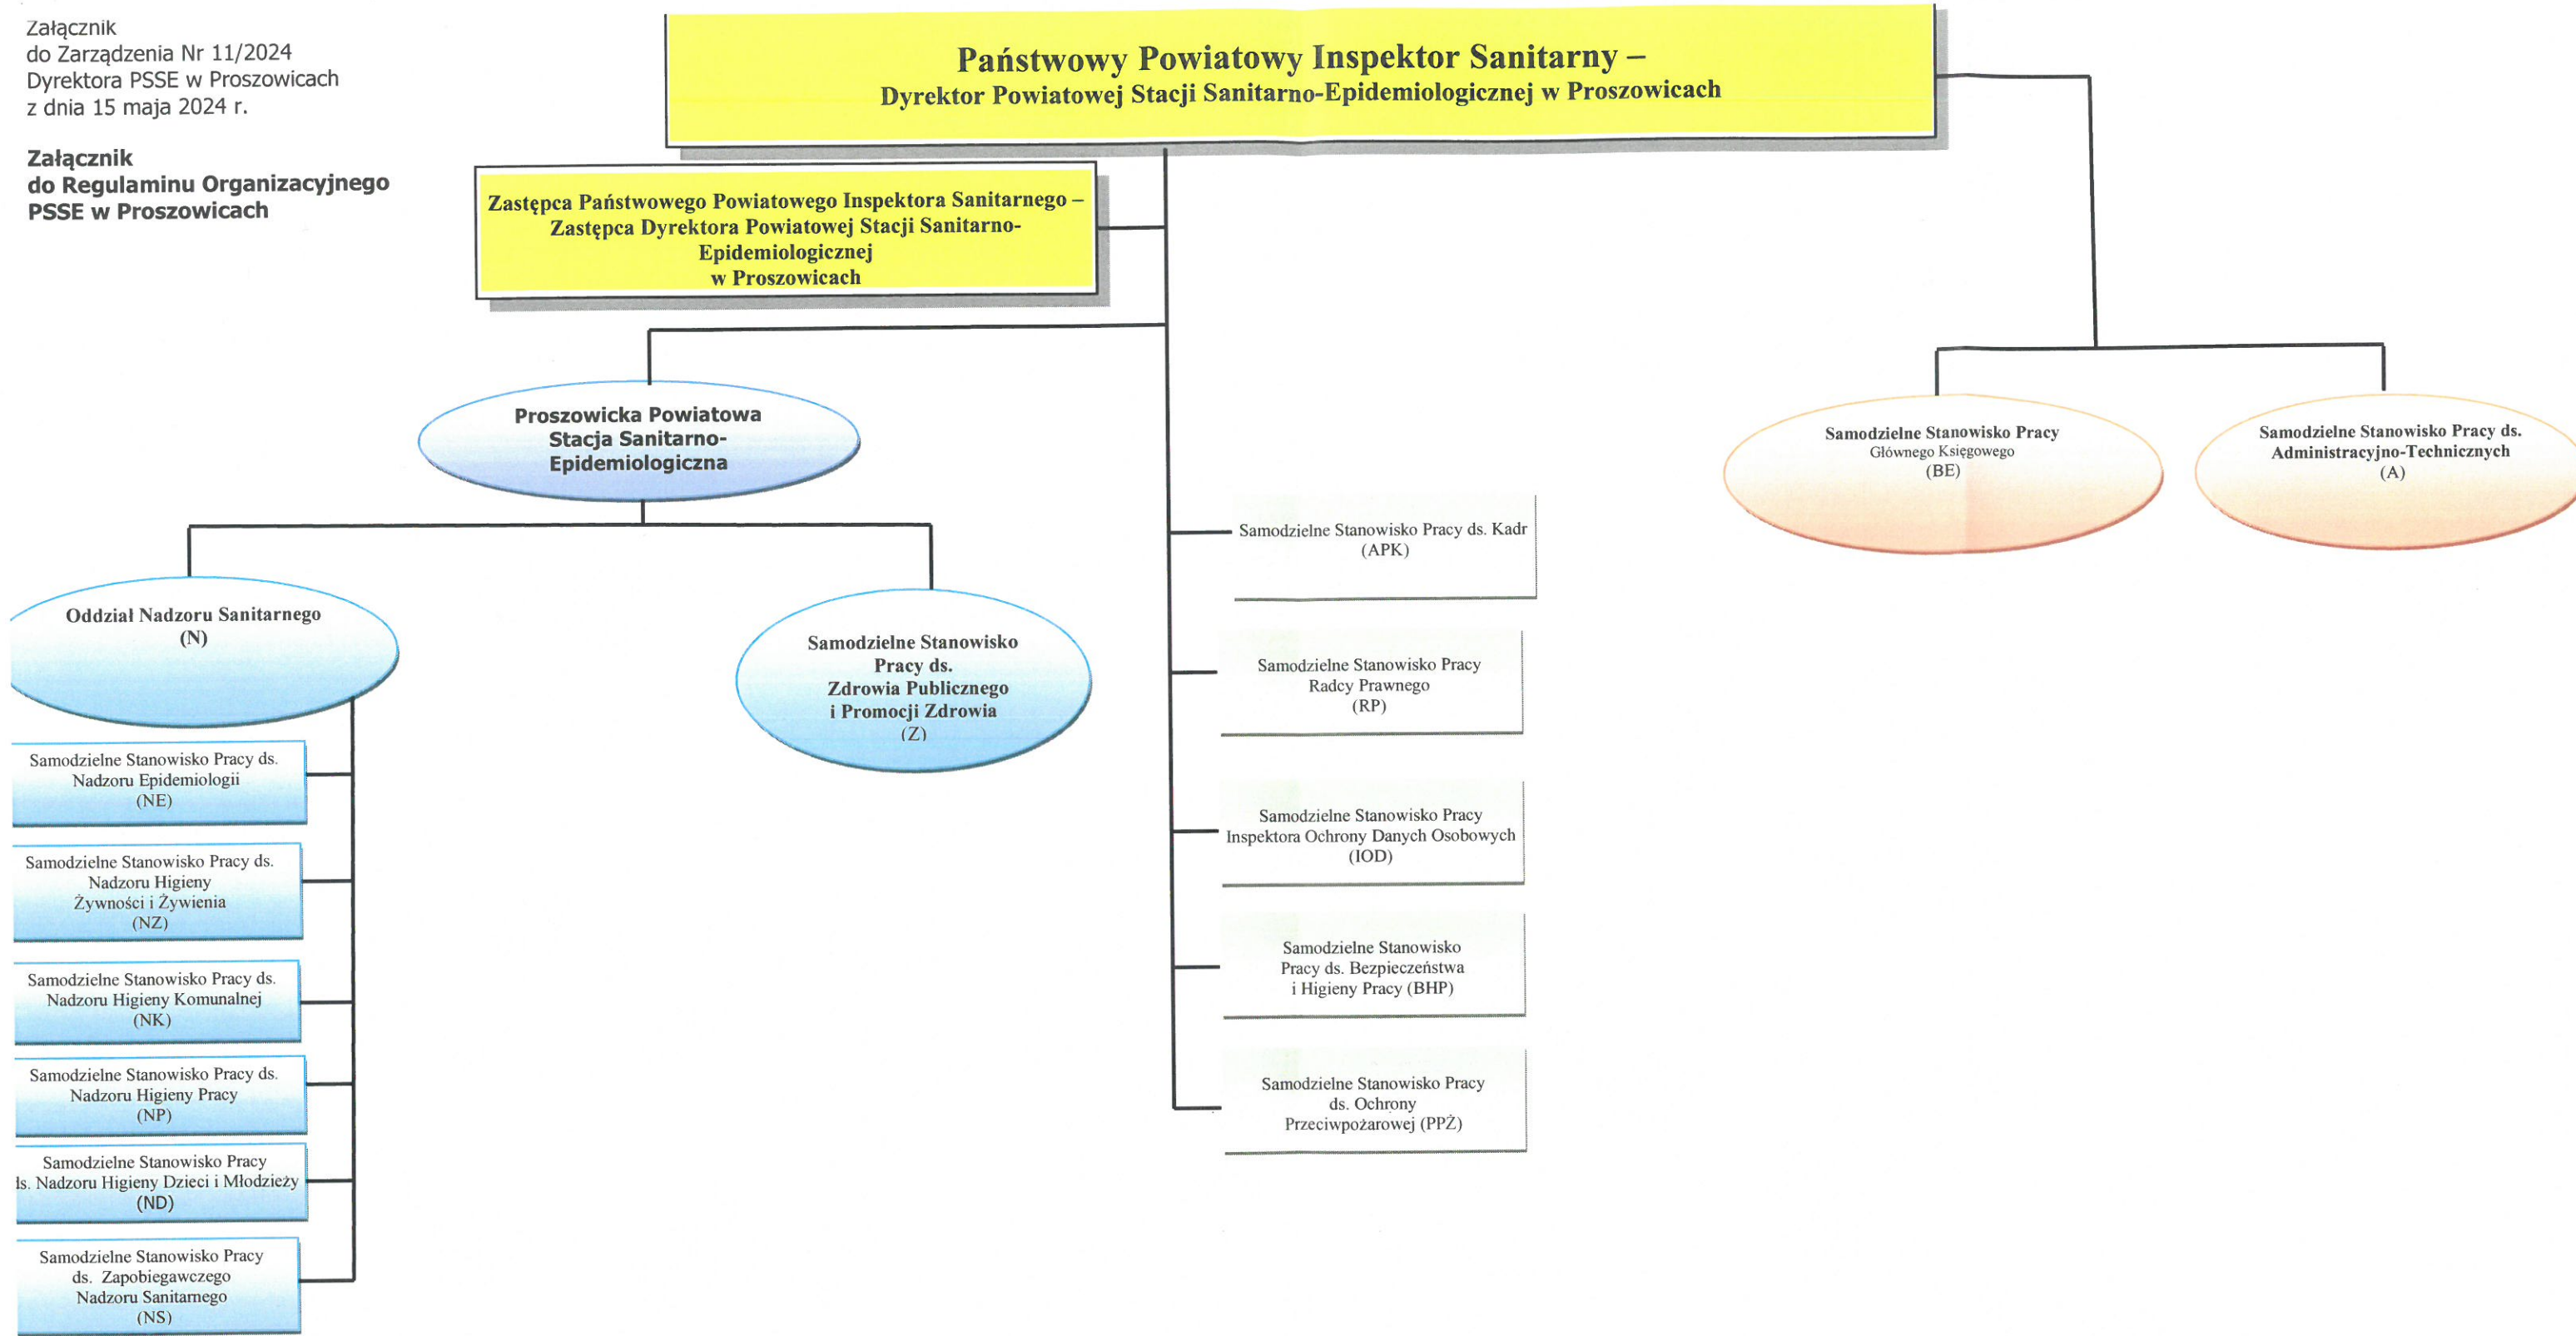 Załącznik
do Zarządzenia Nr 11/2024
Dyrektora PSSE w Proszowicach
z dnia 15 maja 2024 r.
Załącznik
do Regulaminu Organizacyjnego
PSSE w Proszowicach
Państwowy Powiatowy Inspektor Sanitarny –
Dyrektor Powiatowej Stacji Sanitarno-Epidemiologicznej w Proszowicach
Zastępca Państwowego Powiatowego Inspektora Sanitarnego –
Zastępca Dyrektora Powiatowej Stacji Sanitarno-
Epidemiologicznej
w Proszowicach
Proszowicka Powiatowa
Stacja Sanitarno-
Epidemiologiczna
Samodzielne Stanowisko Pracy
Głównego Księgowego
(BE)
Samodzielne Stanowisko Pracy ds.
Administracyjno-Technicznych
(A)
Oddział Nadzoru Sanitarnego
(N)
Samodzielne Stanowisko
Pracy ds.
Zdrowia Publicznego
i Promocji Zdrowia
(Z)
Samodzielne Stanowisko Pracy ds. Kadr
(APK)
Samodzielne Stanowisko Pracy
Radcy Prawnego
(RP)
Samodzielne Stanowisko Pracy
Inspektora Ochrony Danych Osobowych
(IOD)
Samodzielne Stanowisko
Pracy ds. Bezpieczeństwa
i Higieny Pracy (BHP)
Samodzielne Stanowisko Pracy
ds. Ochrony
Przeciwpożarowej (PPŻ)
Samodzielne Stanowisko Pracy ds.
Nadzoru Epidemiologii
(NE)
Samodzielne Stanowisko Pracy ds.
Nadzoru Higieny
Żywności i Żywienia
(NZ)
Samodzielne Stanowisko Pracy ds.
Nadzoru Higieny Komunalnej
(NK)
Samodzielne Stanowisko Pracy ds.
Nadzoru Higieny Pracy
(NP)
Samodzielne Stanowisko Pracy
ds. Nadzoru Higieny Dzieci i Młodzieży
(ND)
Samodzielne Stanowisko Pracy
ds. Zapobiegawczego
Nadzoru Sanitarnego
(NS)